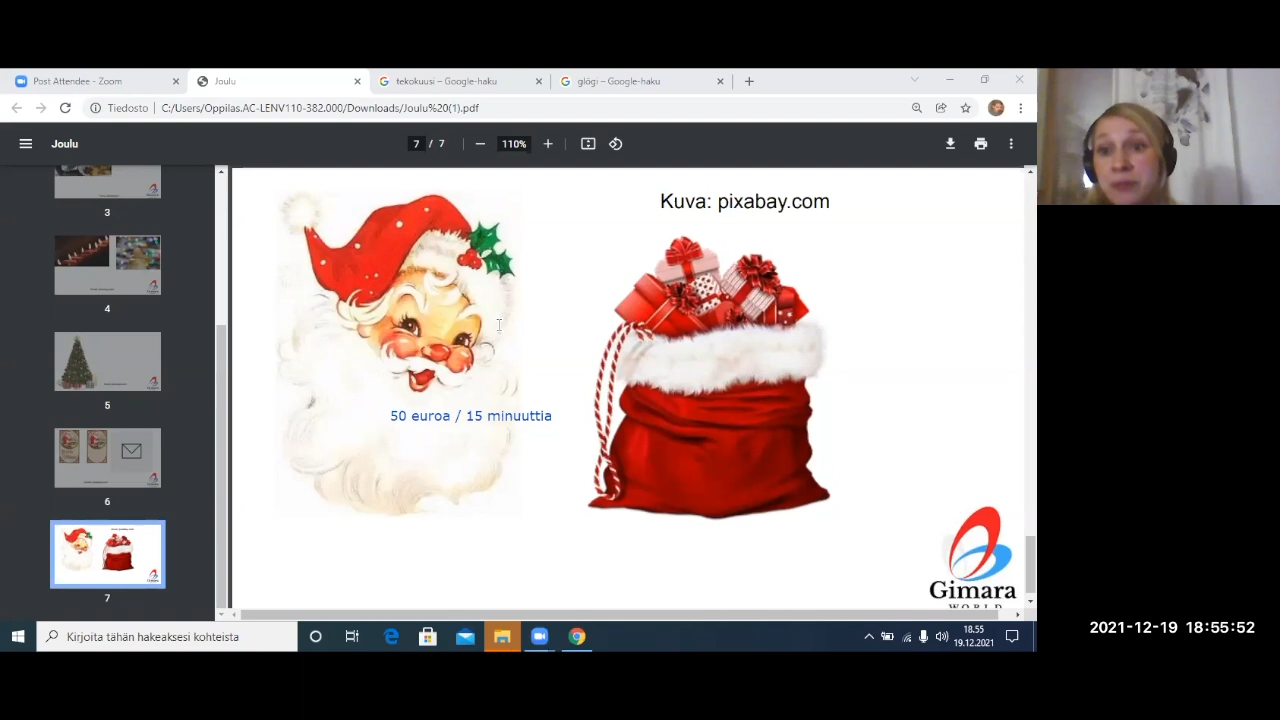 Post Attendee - Zoom
Joulu
tekokuusi – Google-haku
glögi – Google-haku
Tiedosto
C:/Users/Oppilas.AC-LENV110-382.000/Downloads/Joulu%20(1).pdf
Joulu
7 / 7
110%
3
4
5
6
7
Kuva: pixabay.com
50 euroa / 15 minuuttia
Gimara
WORLD
Kirjoita tähän hakeaksesi kohteista
18.55
19.12.2021
2021-12-19 18:55:52